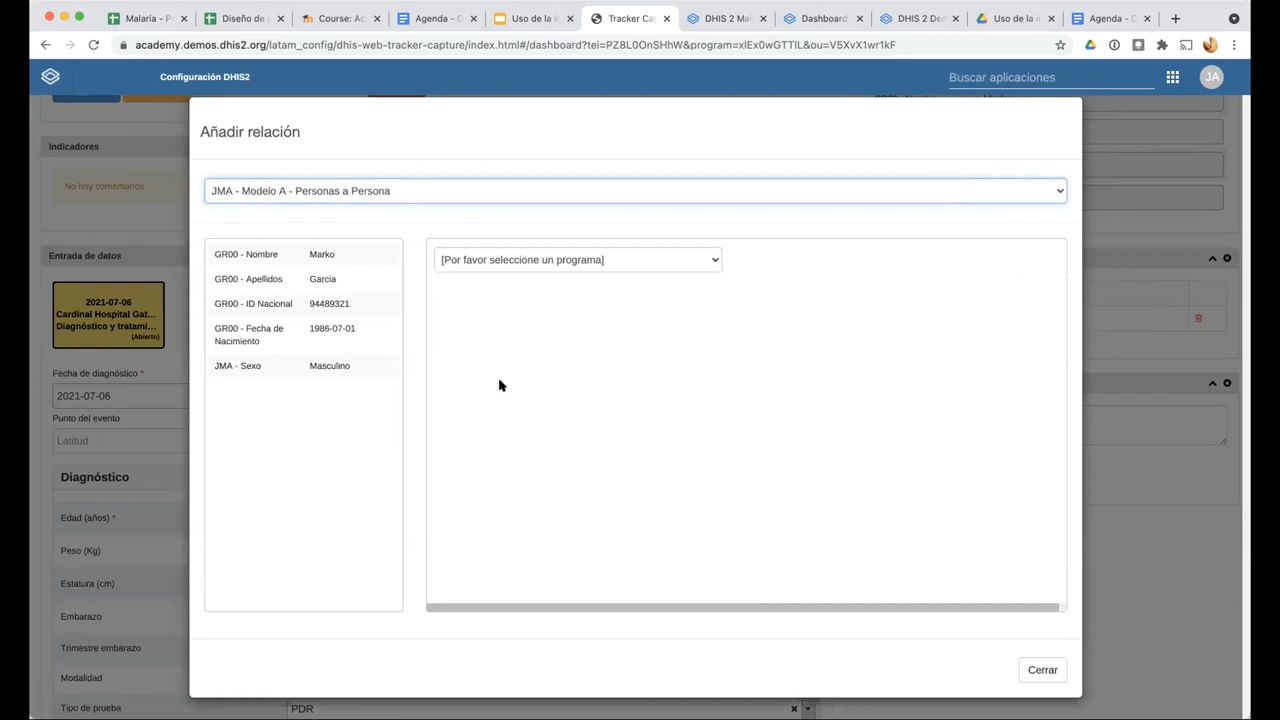 Malaria - P
Diseño de
Course: Ac
Agenda - G
Uso de la i
Tracker Cap
DHIS 2 Mai
Dashboard
DHIS 2 De
Uso de la i
Agenda - D
academy.demos.dhis2.org/latam_config/dhis-web-tracker-capture/index.html#/dashboard?tei=PZ8L0OnSHhW&program=xlEx0wGTTIL&ou=V5XvX1wr1kF
Configuración DHIS2
Buscar aplicaciones
JA
Añadir relación
Indicadores
No hay comentarios
JMA - Modelo A - Personas a Persona
GR00 - Nombre Marko
[Por favor seleccione un programa]
GR00 - Apellidos Garcia
GR00 - ID Nacional 94489321
GR00 - Fecha de 1986-07-01
Nacimiento
JMA - Sexo Masculino
Entrada de datos
2021-07-06
Cardinal Hospital Gat...
Diagnóstico y tratami...
(Abierto)
Fecha de diagnóstico *
2021-07-06
Punto del evento
Latitud
Diagnóstico
Edad (años) *
Peso (Kg)
Estatura (cm)
Embarazo
Trimestre embarazo
Modalidad
Tipo de prueba
PDR
Cerrar